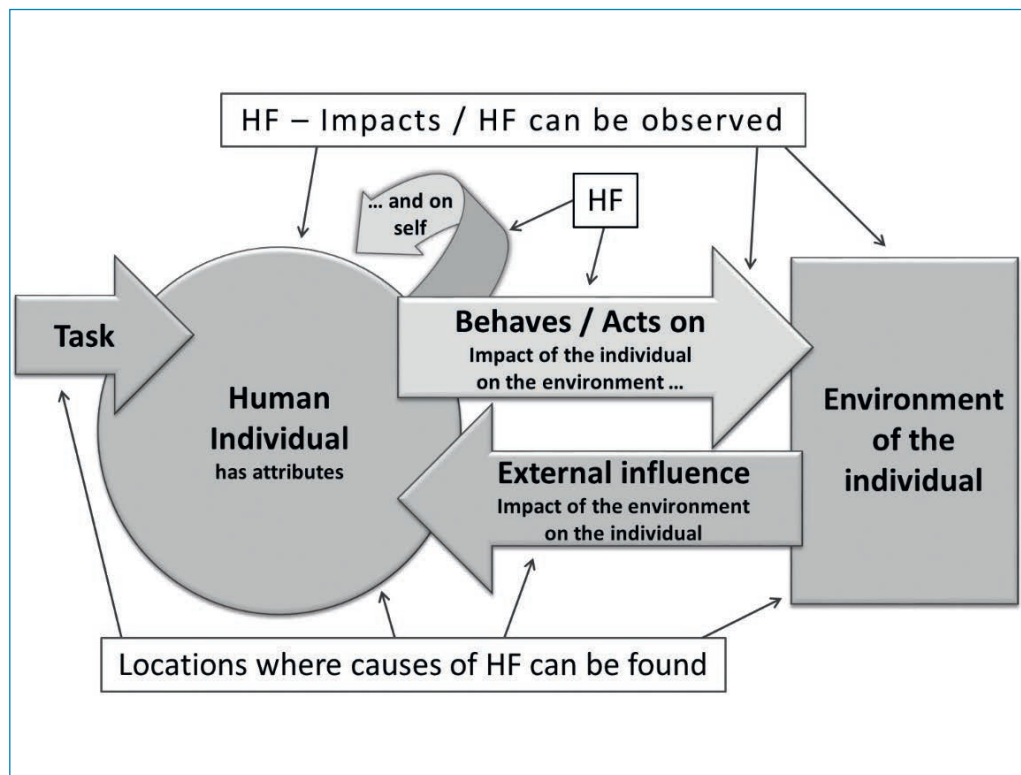 HF – Impacts / HF can be observed
... and on
self
HF
Task
Behaves / Acts on
Impact of the individual
on the environment ...
Human
Individual
has attributes
Environment
of the
individual
External influence
Impact of the environment
on the individual
Locations where causes of HF can be found